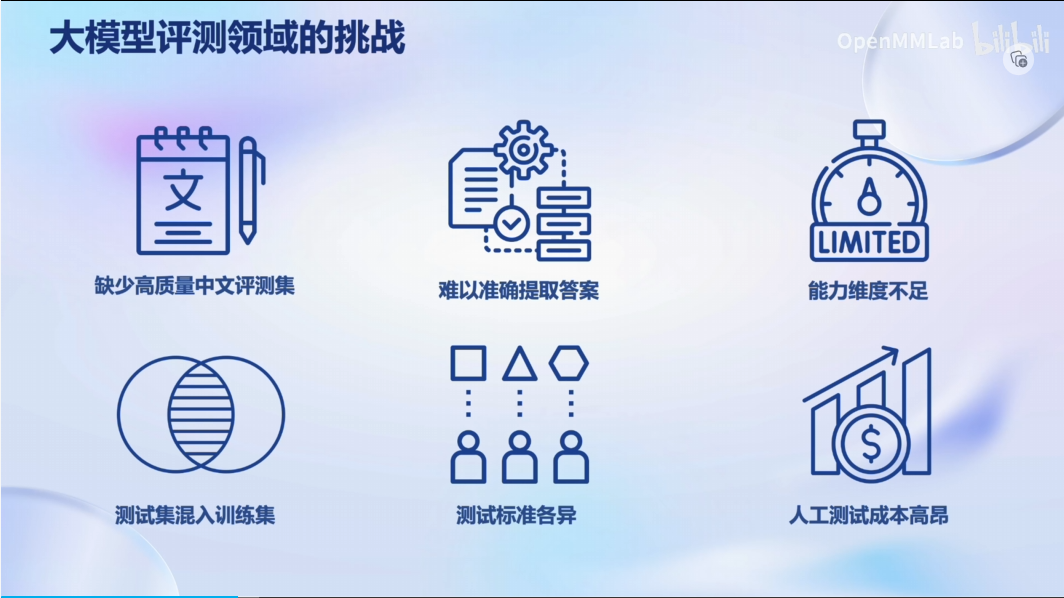 大模型评测领域的挑战
OpenMMLab bilibili
文
LIMITED
缺少高质量中文评测集
难以准确提取答案
能力维度不足
$
测试集混入训练集
测试标准各异
人工测试成本高昂